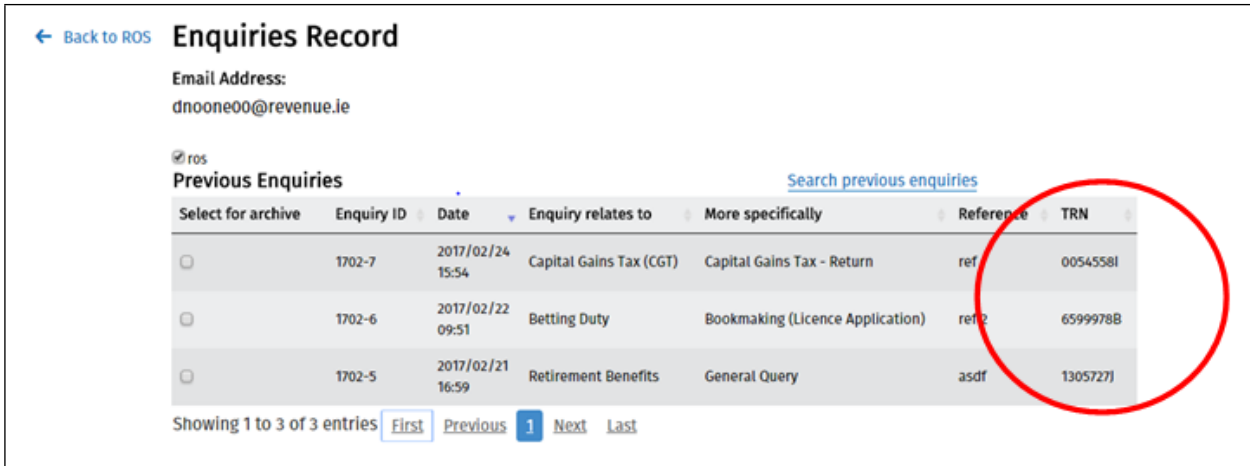 ← Back to ROS Enquiries Record
Email Address:
dnoone00@revenue.ie
ros
Previous Enquiries Search previous enquiries
Select for archive Enquiry ID Date Enquiry relates to More specifically Reference TRN
1702-7 2017/02/24 15:54 Capital Gains Tax (CGT) Capital Gains Tax - Return ref 0054558I
1702-6 2017/02/22 09:51 Betting Duty Bookmaking (Licence Application) ref 2 6599978B
1702-5 2017/02/21 16:59 Retirement Benefits General Query asdf 1305727J
Showing 1 to 3 of 3 entries First Previous 1 Next Last